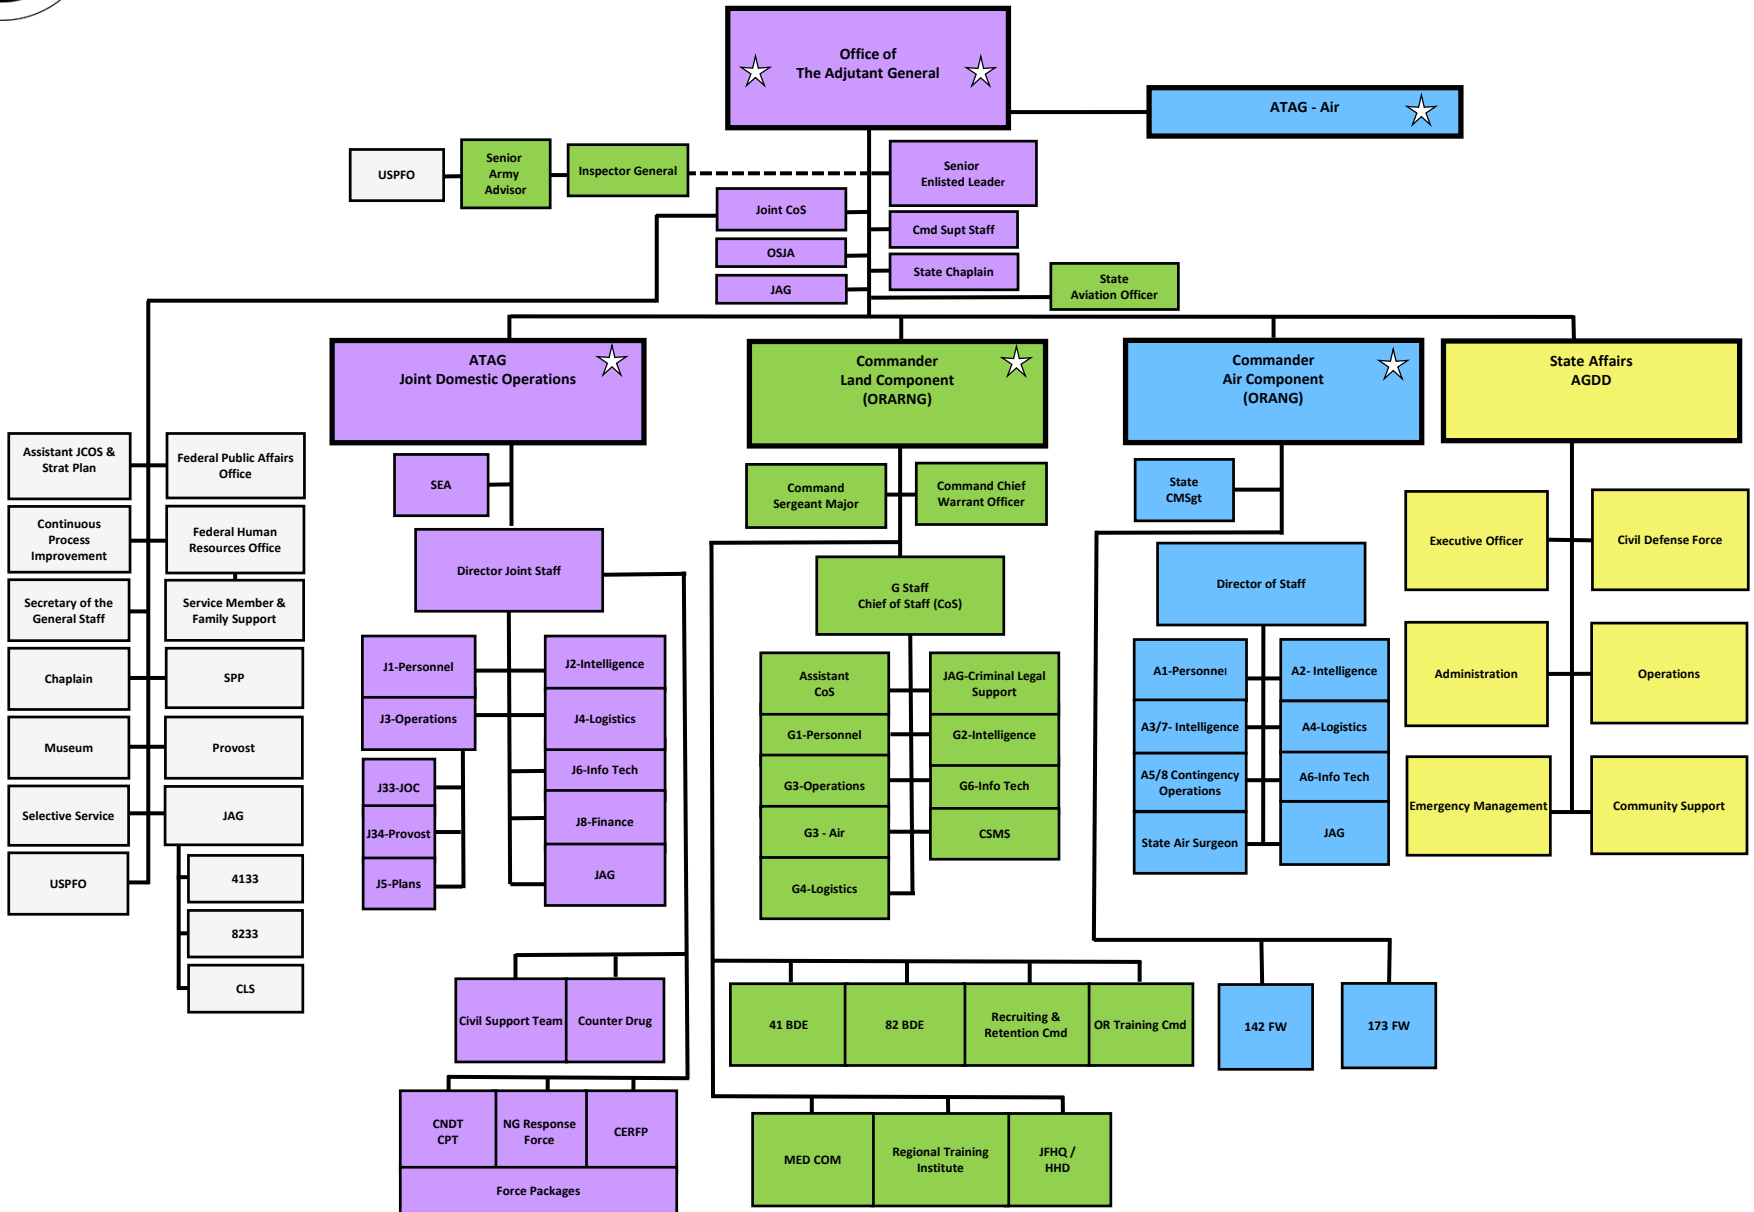 Office of
The Adjutant General
ATAG - Air
USPFO
Senior
Army
Advisor
Inspector General
Senior
Enlisted Leader
Joint CoS
Cmd Supt Staff
OSJA
State Chaplain
JAG
State
Aviation Officer
ATAG
Joint Domestic Operations
Commander
Land Component
(ORARNG)
Commander
Air Component
(ORANG)
State Affairs
AGDD
Assistant JCOS &
Strat Plan
Federal Public Affairs
Office
Continuous
Process
Improvement
Federal Human
Resources Office
Secretary of the
General Staff
Service Member &
Family Support
Chaplain
SPP
Museum
Provost
Selective Service
JAG
USPFO
4133
8233
CLS
SEA
Director Joint Staff
J1-Personnel
J2-Intelligence
J3-Operations
J4-Logistics
J6-Info Tech
J33-JOC
J8-Finance
J34-Provost
J5-Plans
JAG
Civil Support Team
Counter Drug
CNDT
CPT
NG Response
Force
CERFP
Force Packages
Command
Sergeant Major
Command Chief
Warrant Officer
G Staff
Chief of Staff (CoS)
Assistant
CoS
JAG-Criminal Legal
Support
G1-Personnel
G2-Intelligence
G3-Operations
G6-Info Tech
G3 - Air
CSMS
G4-Logistics
41 BDE
82 BDE
Recruiting &
Retention Cmd
OR Training Cmd
MED COM
Regional Training
Institute
JFHQ /
HHD
State
CMSgt
Director of Staff
A1-Personnel
A2- Intelligence
A3/7- Intelligence
A4-Logistics
A5/8 Contingency
Operations
A6-Info Tech
State Air Surgeon
JAG
142 FW
173 FW
Executive Officer
Civil Defense Force
Administration
Operations
Emergency Management
Community Support